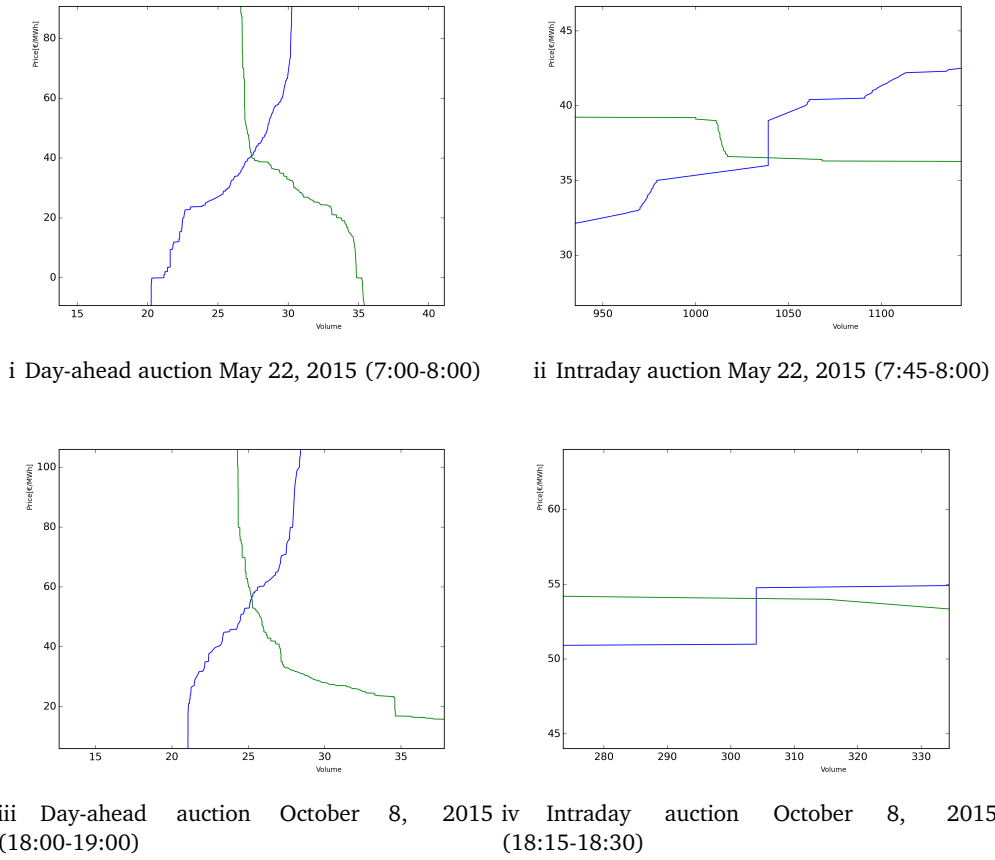 Price[€/MWh]
80
60
40
20
0
15 20 25 30 35 40
Volume
Price[€/MWh]
45
40
35
30
950 1000 1050 1100
Volume
i Day-ahead auction May 22, 2015 (7:00-8:00)
ii Intraday auction May 22, 2015 (7:45-8:00)
Price[€/MWh]
100
80
60
40
20
15 20 25 30 35
Volume
Price[€/MWh]
60
55
50
45
280 290 300 310 320 330
Volume
iii Day-ahead auction October 8, 2015
(18:00-19:00)
iv Intraday auction October 8, 2015
(18:15-18:30)